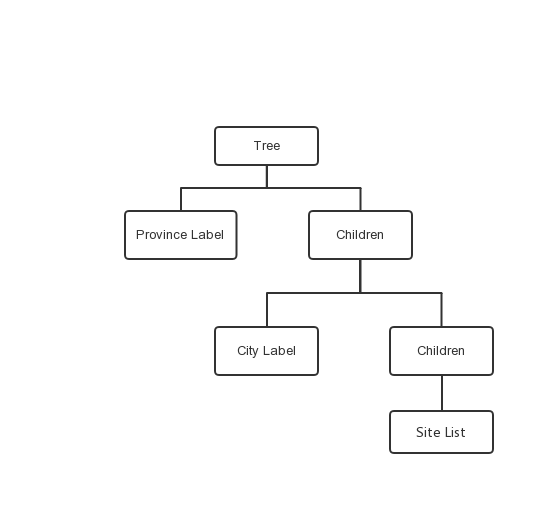 Tree
Province Label
Children
City Label
Children
Site List